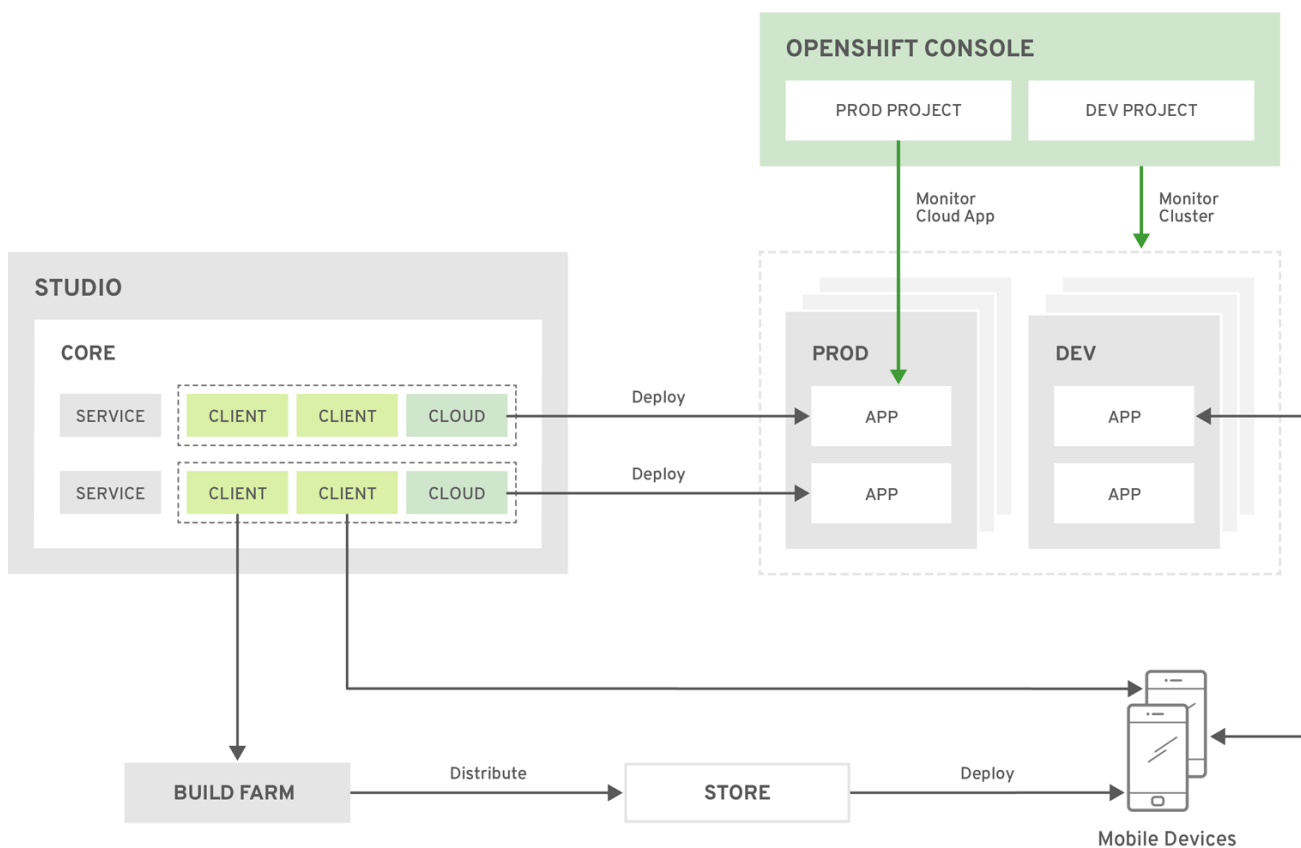 OPENSHIFT CONSOLE
PROD PROJECT
DEV PROJECT
Monitor
Cloud App
Monitor
Cluster
STUDIO
CORE
SERVICE
CLIENT
CLIENT
CLOUD
Deploy
SERVICE
CLIENT
CLIENT
CLOUD
Deploy
PROD
APP
APP
DEV
APP
APP
BUILD FARM
Distribute
STORE
Deploy
Mobile Devices